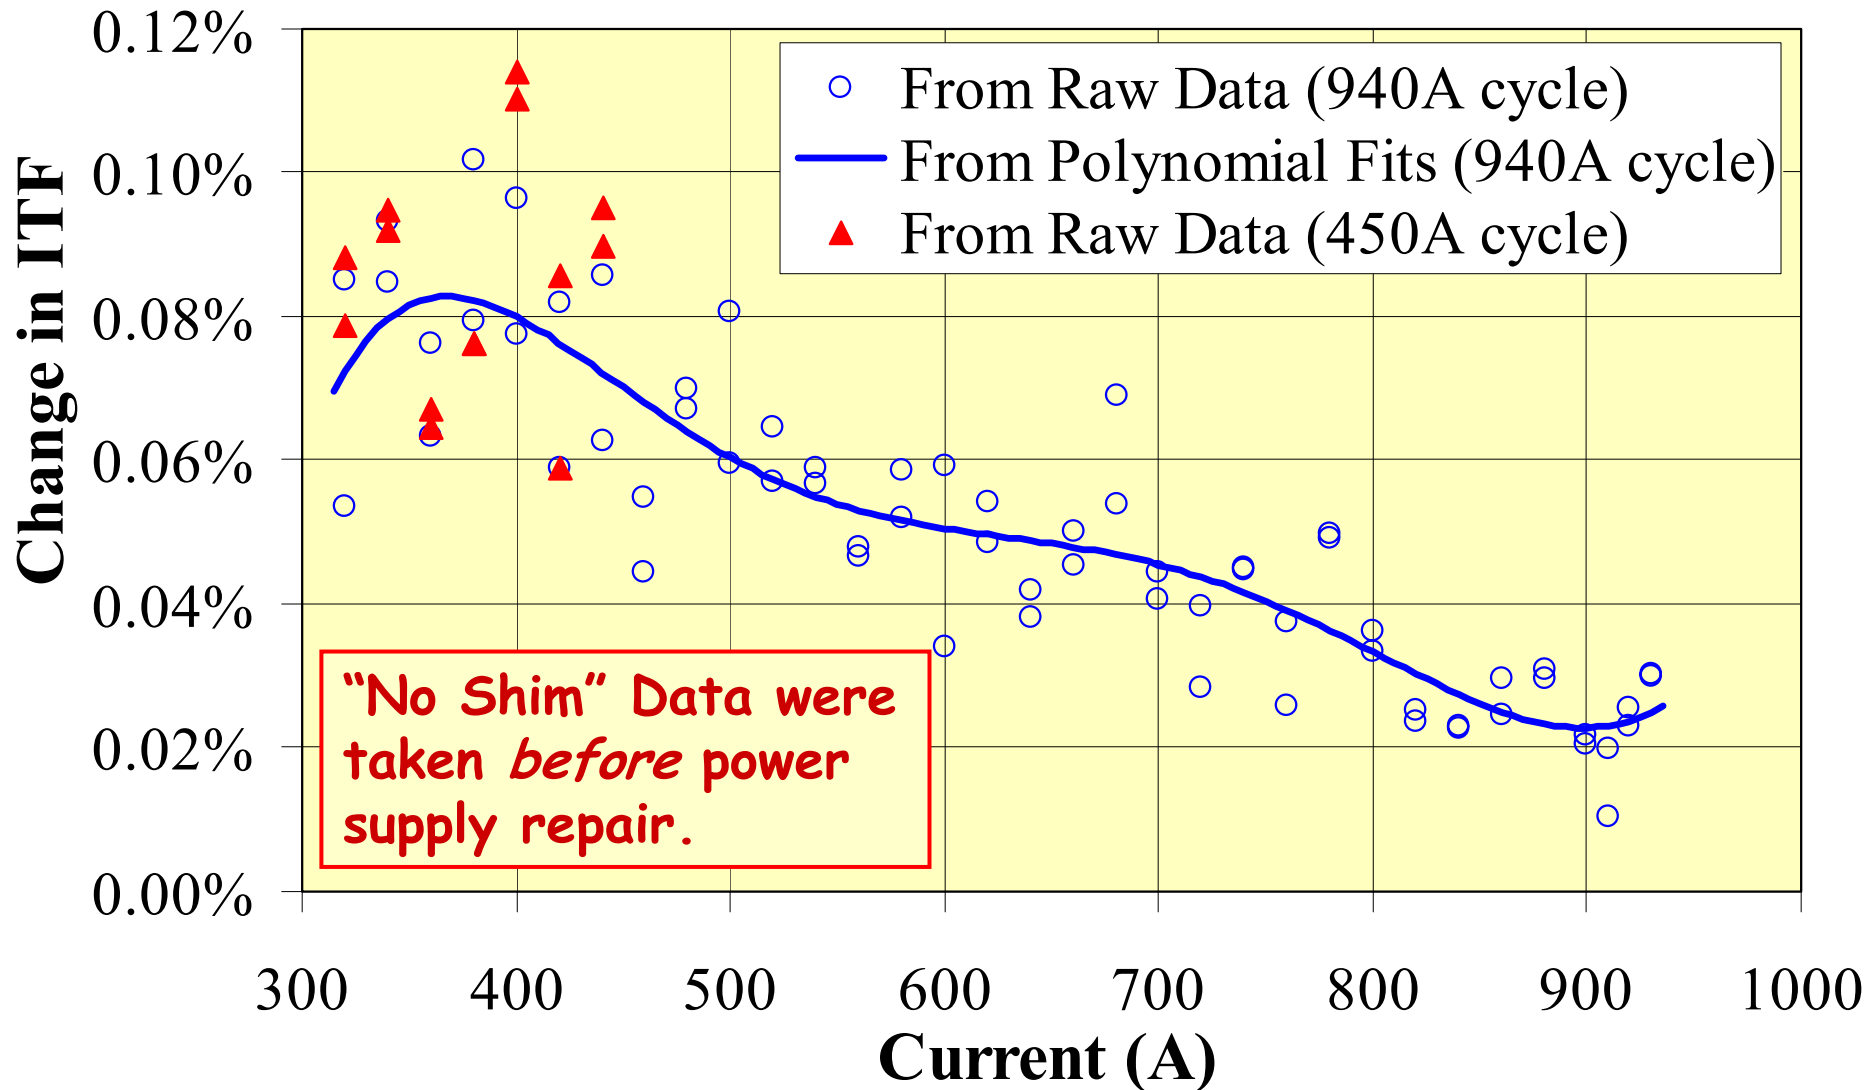 0.12%
0.10%
0.08%
0.06%
0.04%
0.02%
0.00%
Change in ITF
From Raw Data (940A cycle)
From Polynomial Fits (940A cycle)
From Raw Data (450A cycle)
“No Shim” Data were
taken before power
supply repair.
300 400 500 600 700 800 900 1000
Current (A)